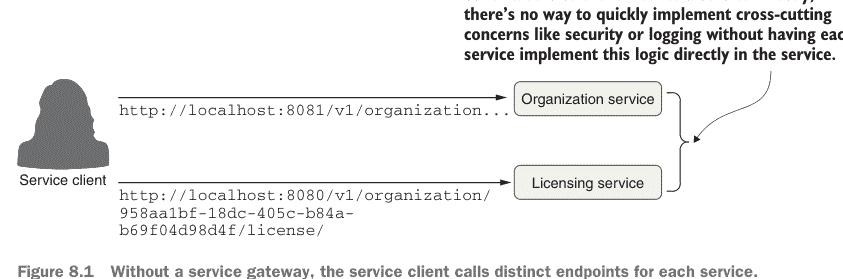 there's no way to quickly implement cross-cutting
concerns like security or logging without having eac
service implement this logic directly in the service.
Organization service
http://localhost:8081/v1/organization...
Service client
Licensing service
http://localhost:8080/v1/organization/
958aa1bf-18dc-405c-b84a-
b69f04d98d4f/license/
Figure 8.1 Without a service gateway, the service client calls distinct endpoints for each service.